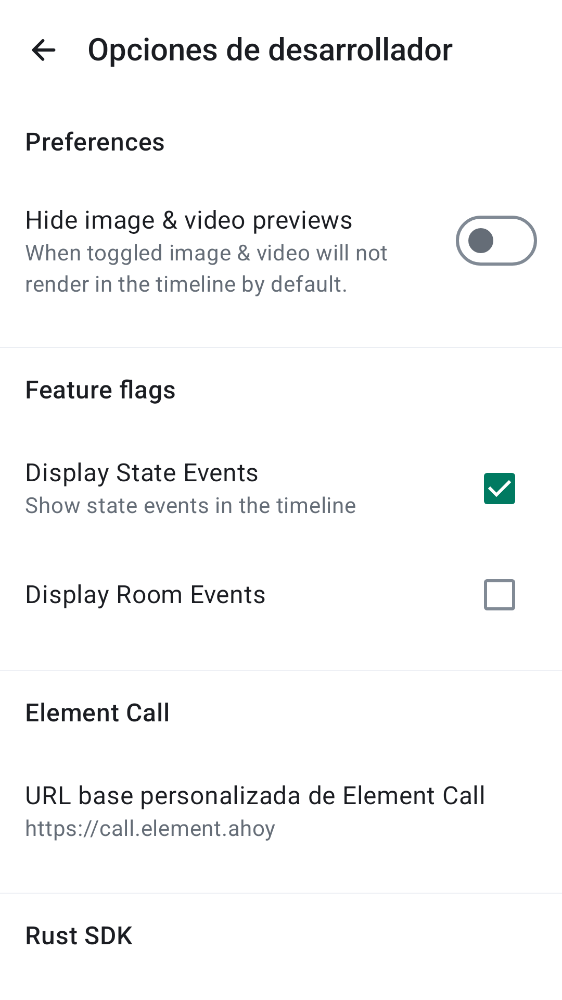 Opciones de desarrollador
Preferences
Hide image & video previews
When toggled image & video will not
render in the timeline by default.
Feature flags
Display State Events
Show state events in the timeline
Display Room Events
Element Call
URL base personalizada de Element Call
https://call.element.ahoy
Rust SDK